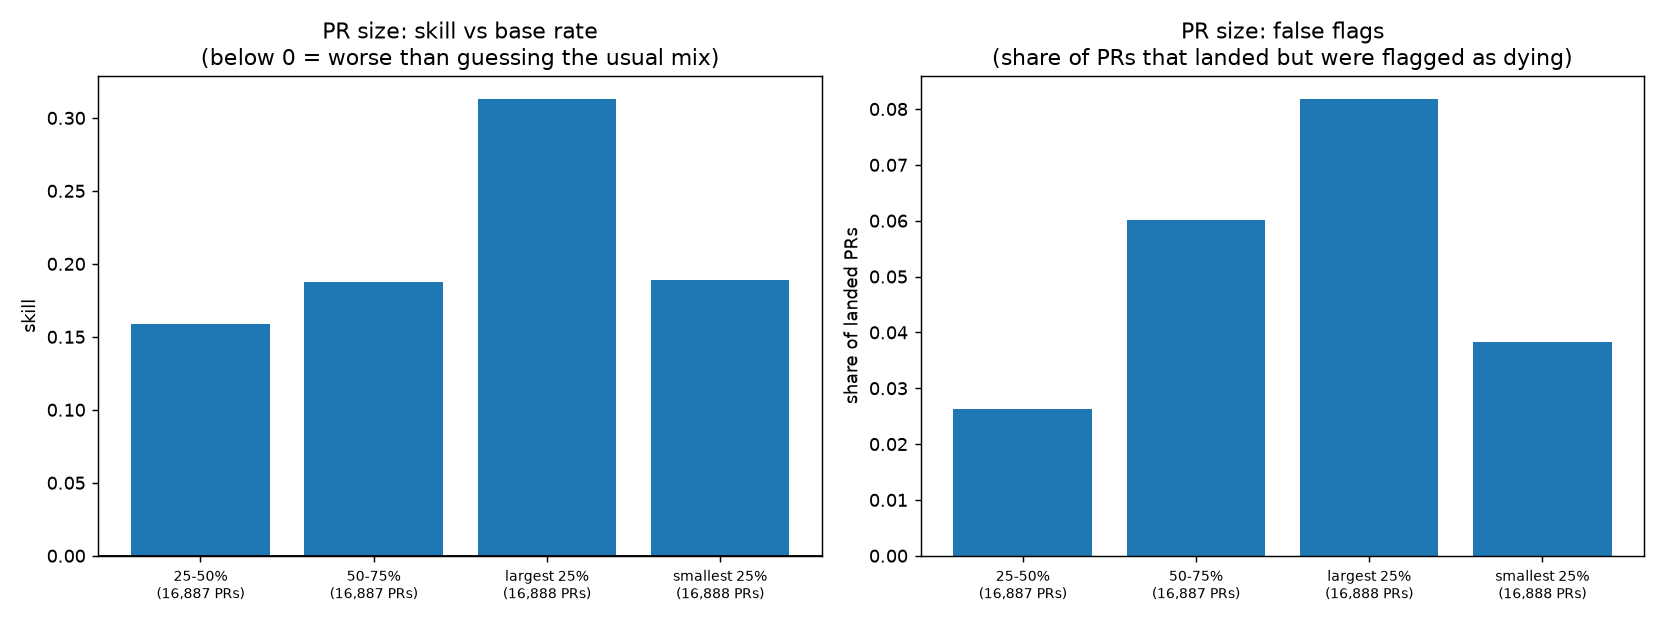 PR size: skill vs base rate
(below 0 = worse than guessing the usual mix)
skill
0.30
0.25
0.20
0.15
0.10
0.05
0.00
25-50%
(16,887 PRs)
50-75%
(16,887 PRs)
largest 25%
(16,888 PRs)
smallest 25%
(16,888 PRs)
PR size: false flags
(share of PRs that landed but were flagged as dying)
share of landed PRs
0.08
0.07
0.06
0.05
0.04
0.03
0.02
0.01
0.00
25-50%
(16,887 PRs)
50-75%
(16,887 PRs)
largest 25%
(16,888 PRs)
smallest 25%
(16,888 PRs)